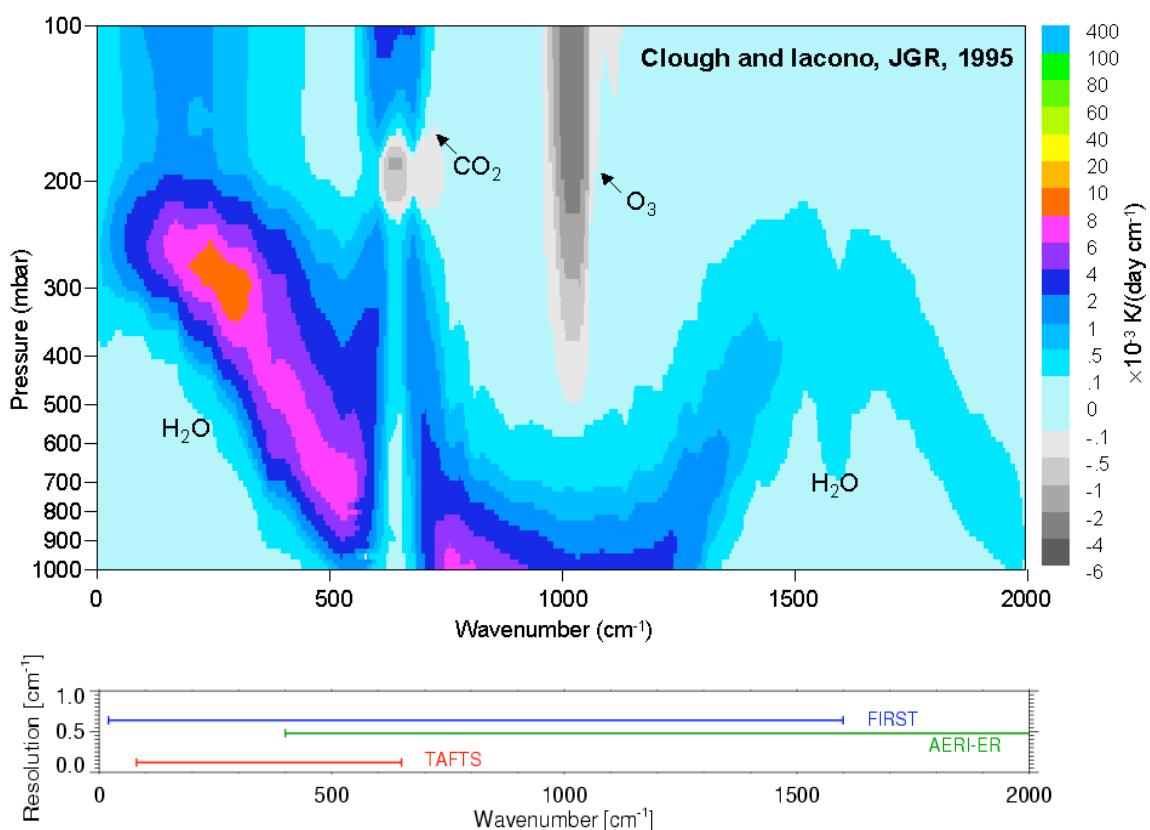 Clough and Iacono, JGR, 1995
Pressure (mbar)
100
200
300
400
500
600
700
800
900
1000
CO2
O3
H2O
H2O
0 500 1000 1500 2000
Wavenumber (cm-1)
400
100
80
60
40
20
10
8
6
4
2
1
.5
.1
0
-.1
-.5
-1
-2
-4
-6
×10-3 K/(day cm-1)
Resolution [cm-1]
1.0
0.5
0.0
FIRST
AERI-ER
TAFTS
0 500 1000 1500 2000
Wavenumber [cm-1]